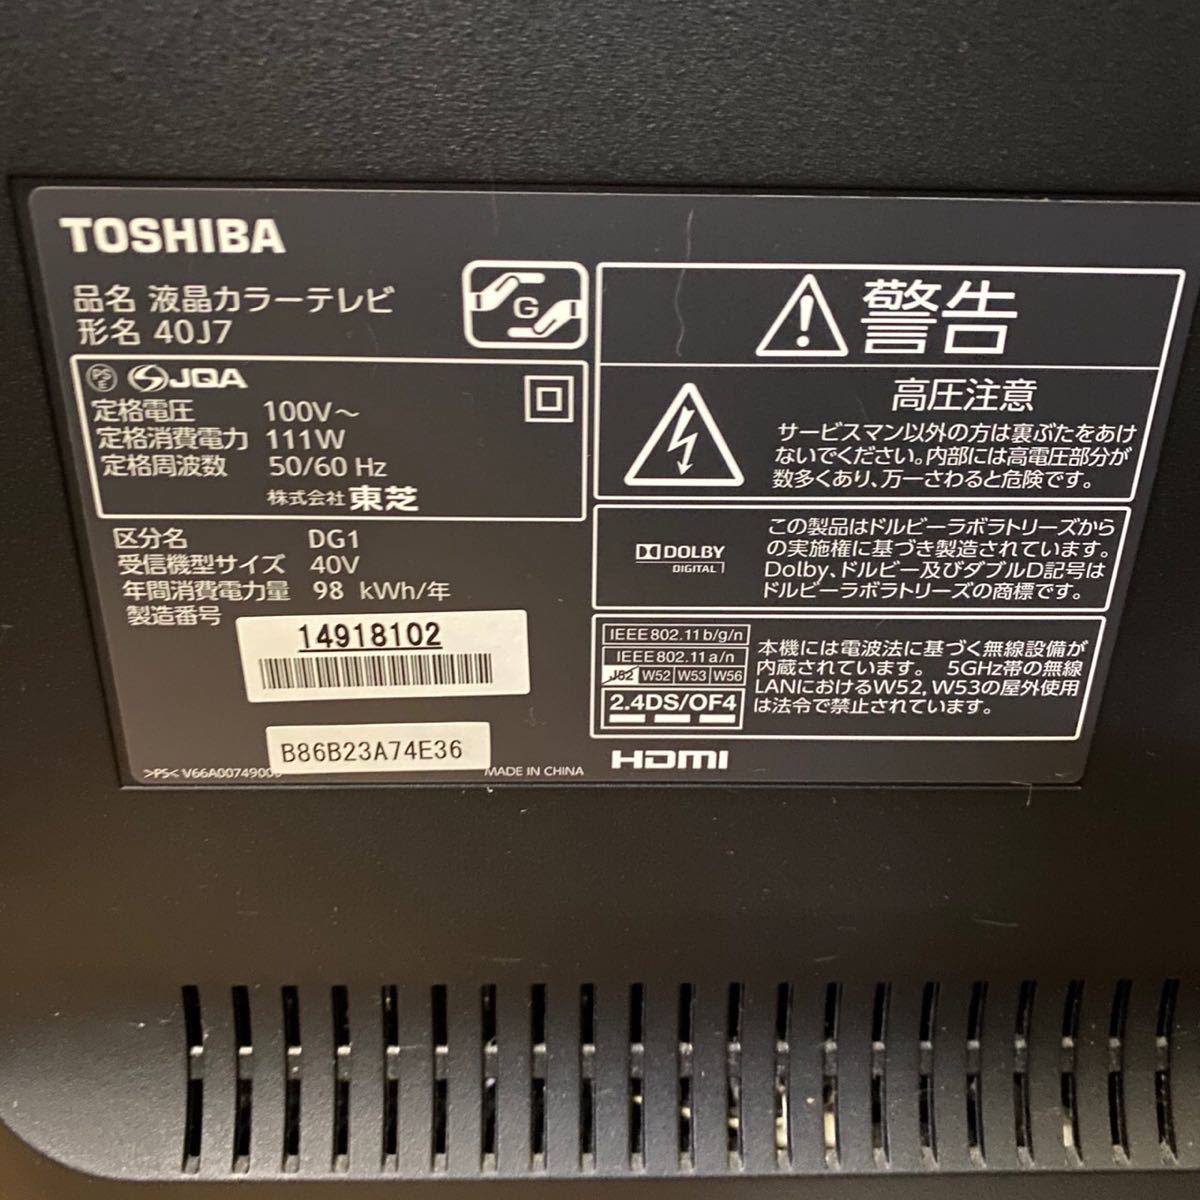 TOSHIBA
品名 液晶カラーテレビ
形名 40J7
G
PS
E
JQA
定格電圧 100V～
定格消費電力 111W
定格周波数 50/60 Hz
株式会社 東芝
区分名 DG1
受信機型サイズ 40V
年間消費電力量 98 kWh/年
製造番号
14918102
B86B23A74E36
>PS< V66A00749000
MADE IN CHINA
警告
高圧注意
サービスマン以外の方は裏ぶたをあけ
ないでください。内部には高電圧部分が
数多くあり、万一さわると危険です。
DOLBY
DIGITAL
この製品はドルビーラボラトリーズから
の実施権に基づき製造されています。
Dolby、ドルビー及びダブルD記号は
ドルビーラボラトリーズの商標です。
IEEE802.11b/g/n
IEEE802.11a/n
J52 W52 W53 W56
2.4DS/OF4
本機には電波法に基づく無線設備が
内蔵されています。 5GHz帯の無線
LANにおけるW52, W53の屋外使用
は法令で禁止されています。
HDMI